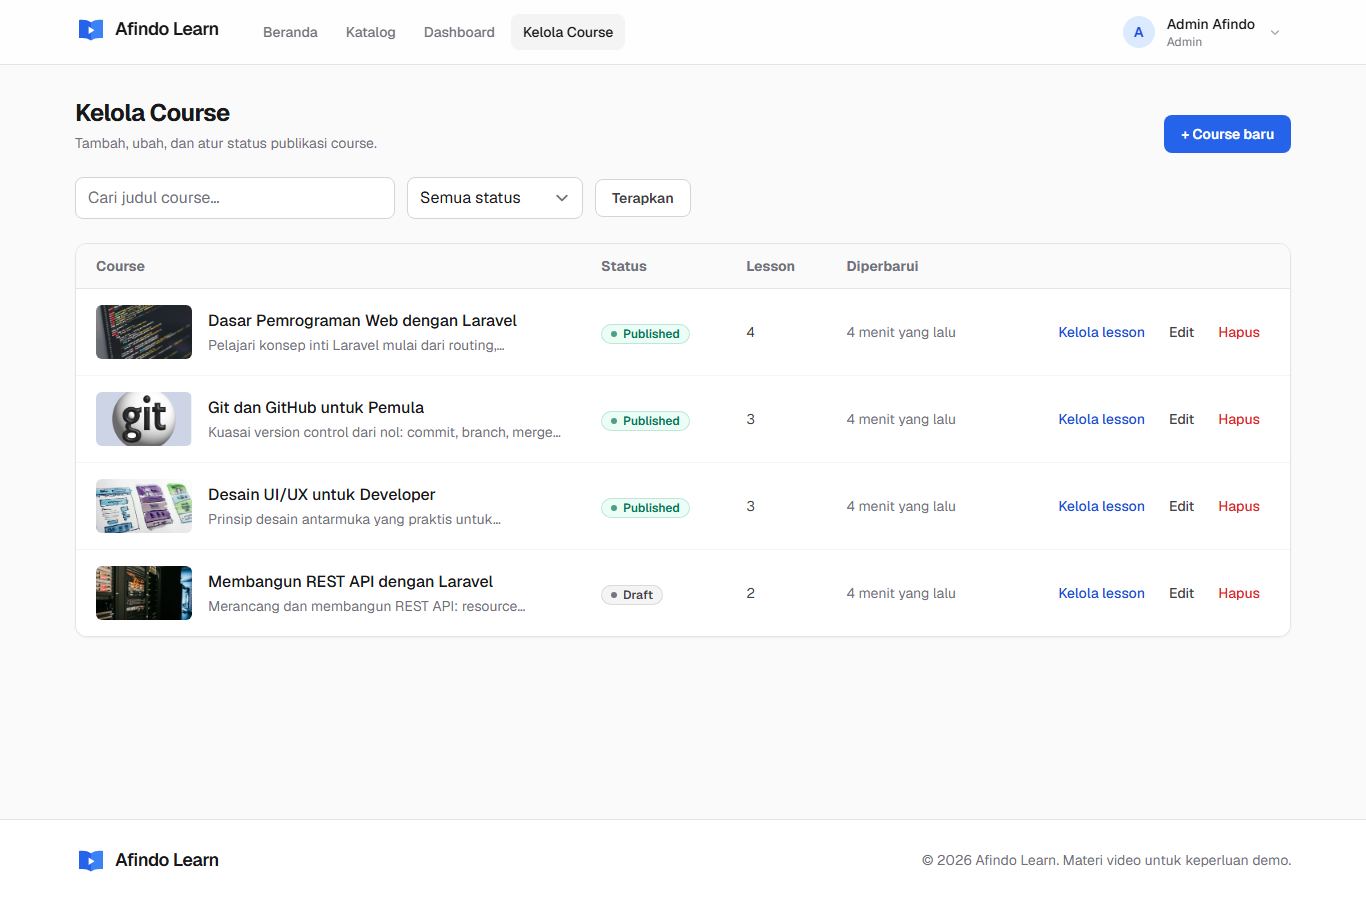 Afindo Learn
Beranda
Katalog
Dashboard
Kelola Course
A
Admin Afindo
Admin
Kelola Course
Tambah, ubah, dan atur status publikasi course.
+ Course baru
Cari judul course...
Semua status
Terapkan
Course
Status
Lesson
Diperbarui
Dasar Pemrograman Web dengan Laravel
Pelajari konsep inti Laravel mulai dari routing,...
Published
4
4 menit yang lalu
Kelola lesson
Edit
Hapus
git
Git dan GitHub untuk Pemula
Kuasai version control dari nol: commit, branch, merge...
Published
3
4 menit yang lalu
Kelola lesson
Edit
Hapus
Desain UI/UX untuk Developer
Prinsip desain antarmuka yang praktis untuk...
Published
3
4 menit yang lalu
Kelola lesson
Edit
Hapus
Membangun REST API dengan Laravel
Merancang dan membangun REST API: resource...
Draft
2
4 menit yang lalu
Kelola lesson
Edit
Hapus
Afindo Learn
© 2026 Afindo Learn. Materi video untuk keperluan demo.